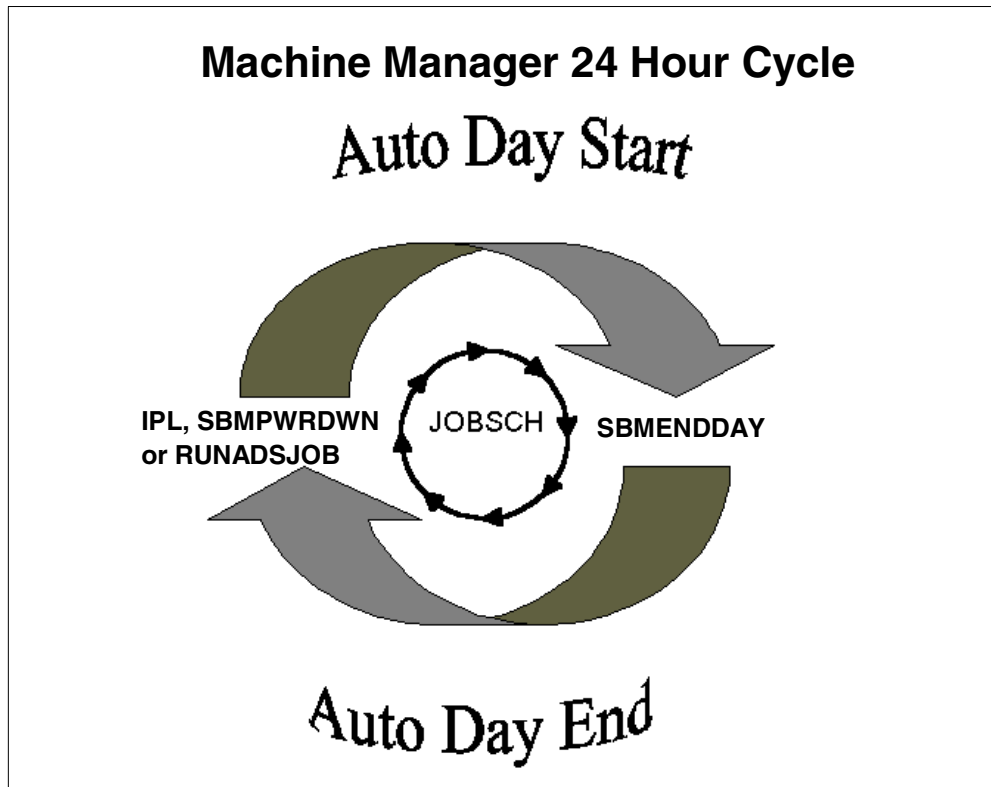 Machine Manager 24 Hour Cycle
Auto Day Start
IPL, SBMPWRDWN
or RUNADSJOB
JOBSCH
SBMENDDAY
Auto Day End